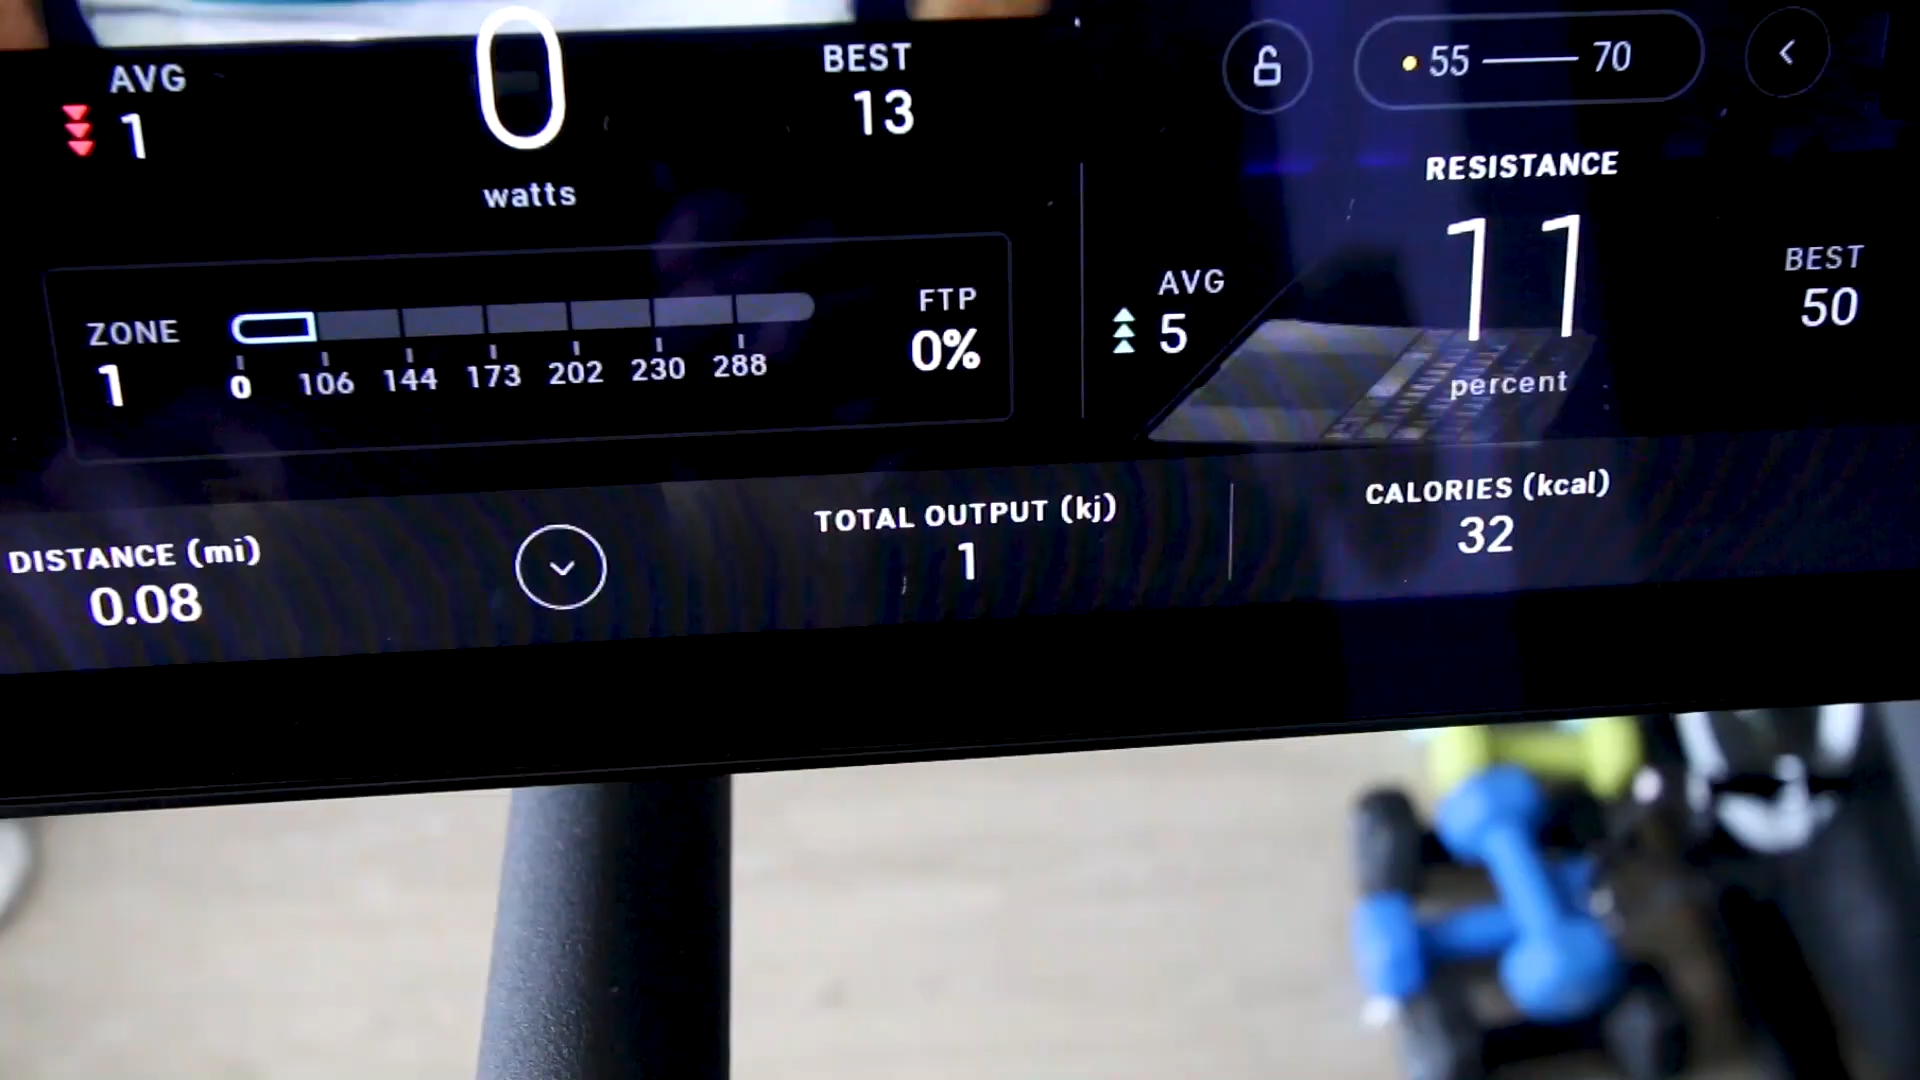 AVG
1
0
watts
BEST
13
55 70
RESISTANCE
11
percent
AVG
5
BEST
50
ZONE
1
0 106 144 173 202 230 288
FTP
0%
DISTANCE (mi)
0.08
TOTAL OUTPUT (kj)
1
CALORIES (kcal)
32